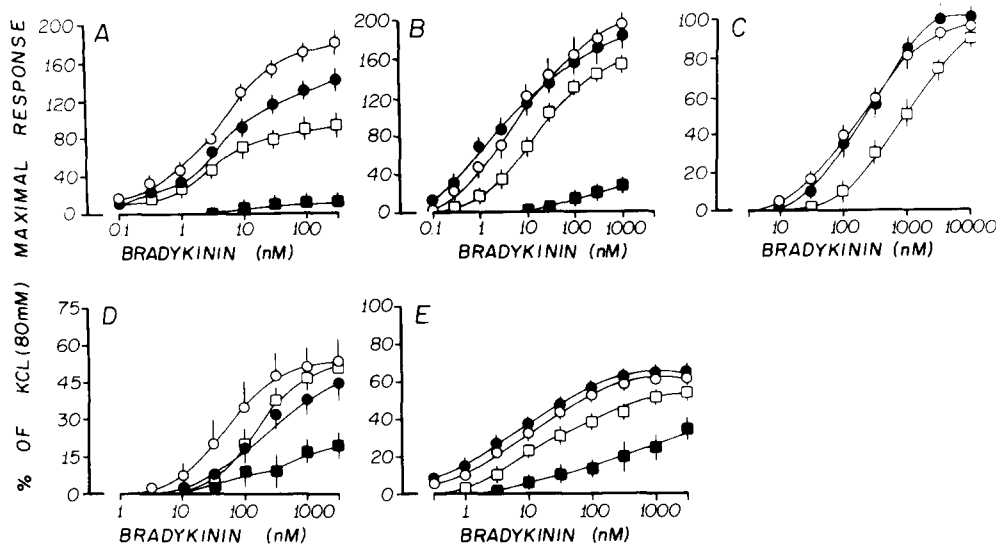 % OF KCL (80mM) MAXIMAL RESPONSE
A
200
160
120
80
40
0
0.1 1 10 100
BRADYKININ (nM)
B
200
160
120
80
40
0
0.1 1 10 100 1000
BRADYKININ (nM)
C
100
80
60
40
20
0
10 100 1000 10000
BRADYKININ (nM)
D
75
60
45
30
15
0
1 10 100 1000
BRADYKININ (nM)
E
100
80
60
40
20
0
1 10 100 1000
BRADYKININ (nM)